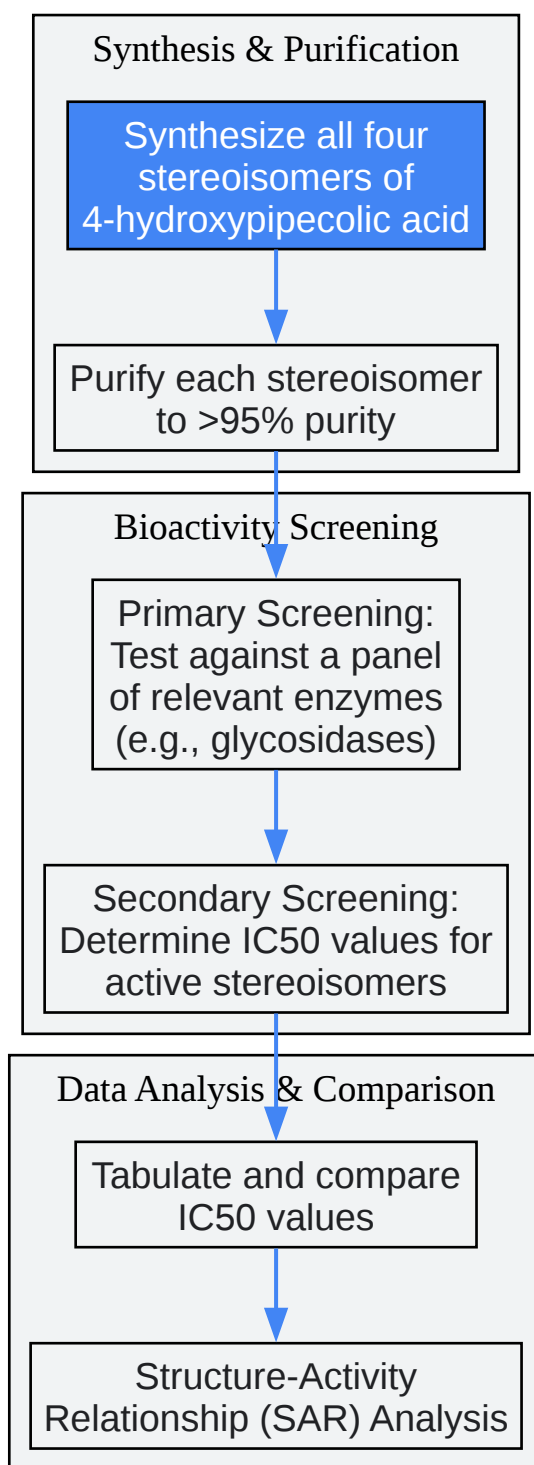 Synthesis & Purification
Synthesize all four
stereoisomers of
4-hydroxypipecolic acid
Purify each stereoisomer
to >95% purity
Bioactivity Screening
Primary Screening:
Test against a panel
of relevant enzymes
(e.g., glycosidases)
Secondary Screening:
Determine IC50 values for
active stereoisomers
Data Analysis & Comparison
Tabulate and compare
IC50 values
Structure-Activity
Relationship (SAR) Analysis